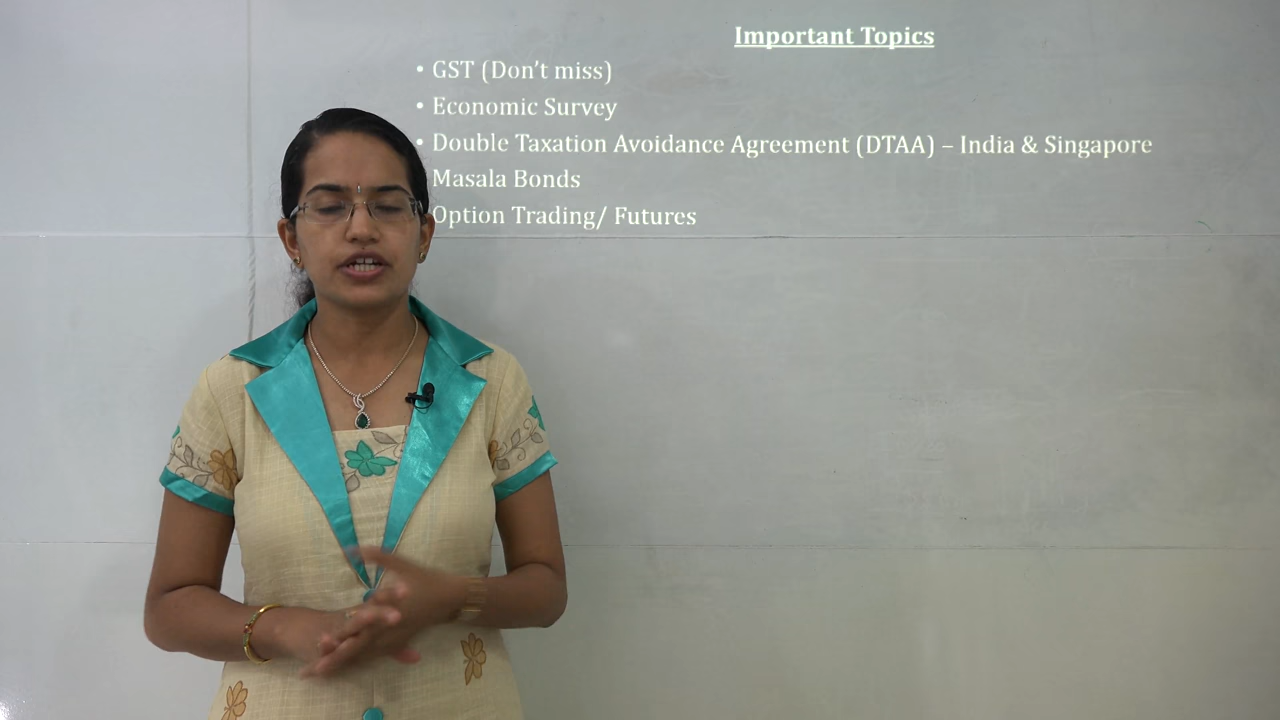 Important Topics
• GST (Don't miss)
• Economic Survey
• Double Taxation Avoidance Agreement (DTAA) – India & Singapore
Masala Bonds
Option Trading/ Futures